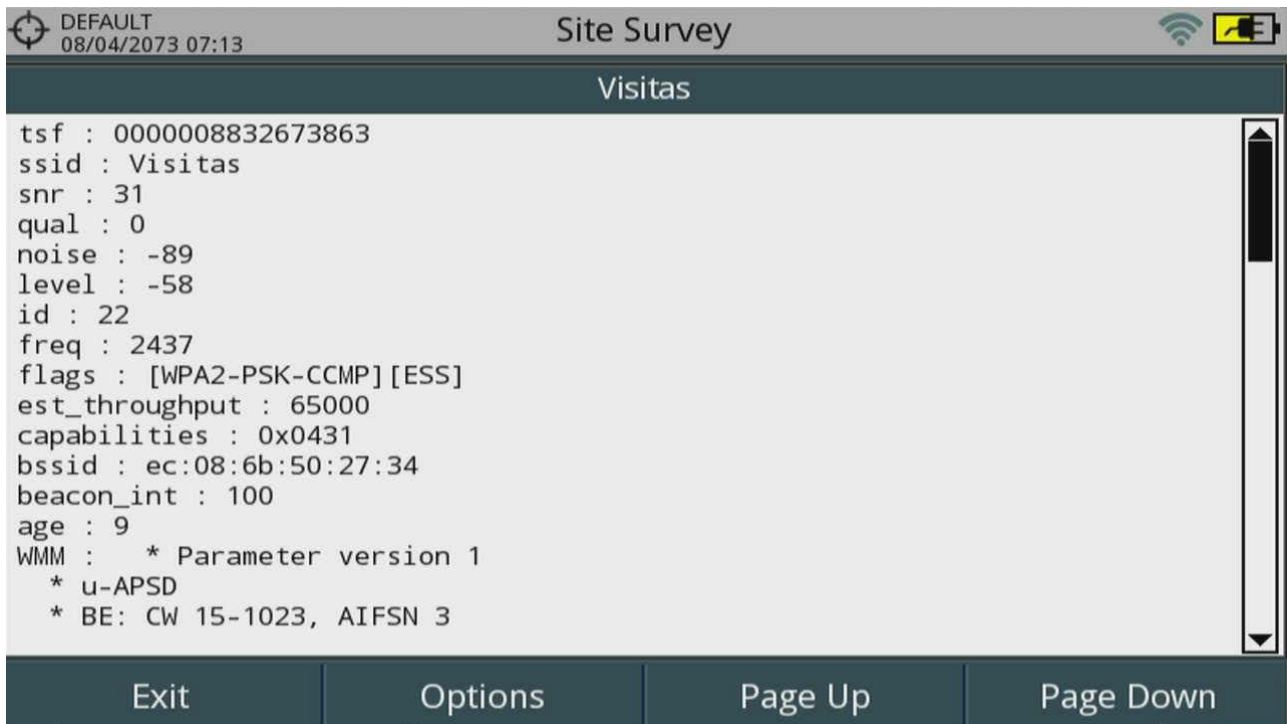 DEFAULT
08/04/2073 07:13
Site Survey
Visitas
tsf : 0000008832673863
ssid : Visitas
snr : 31
qual : 0
noise : -89
level : -58
id : 22
freq : 2437
flags : [WPA2-PSK-CCMP][ESS]
est_throughput : 65000
capabilities : 0x0431
bssid : ec:08:6b:50:27:34
beacon_int : 100
age : 9
WMM :   * Parameter version 1
  * u-APSD
  * BE: CW 15-1023, AIFSN 3
Exit
Options
Page Up
Page Down